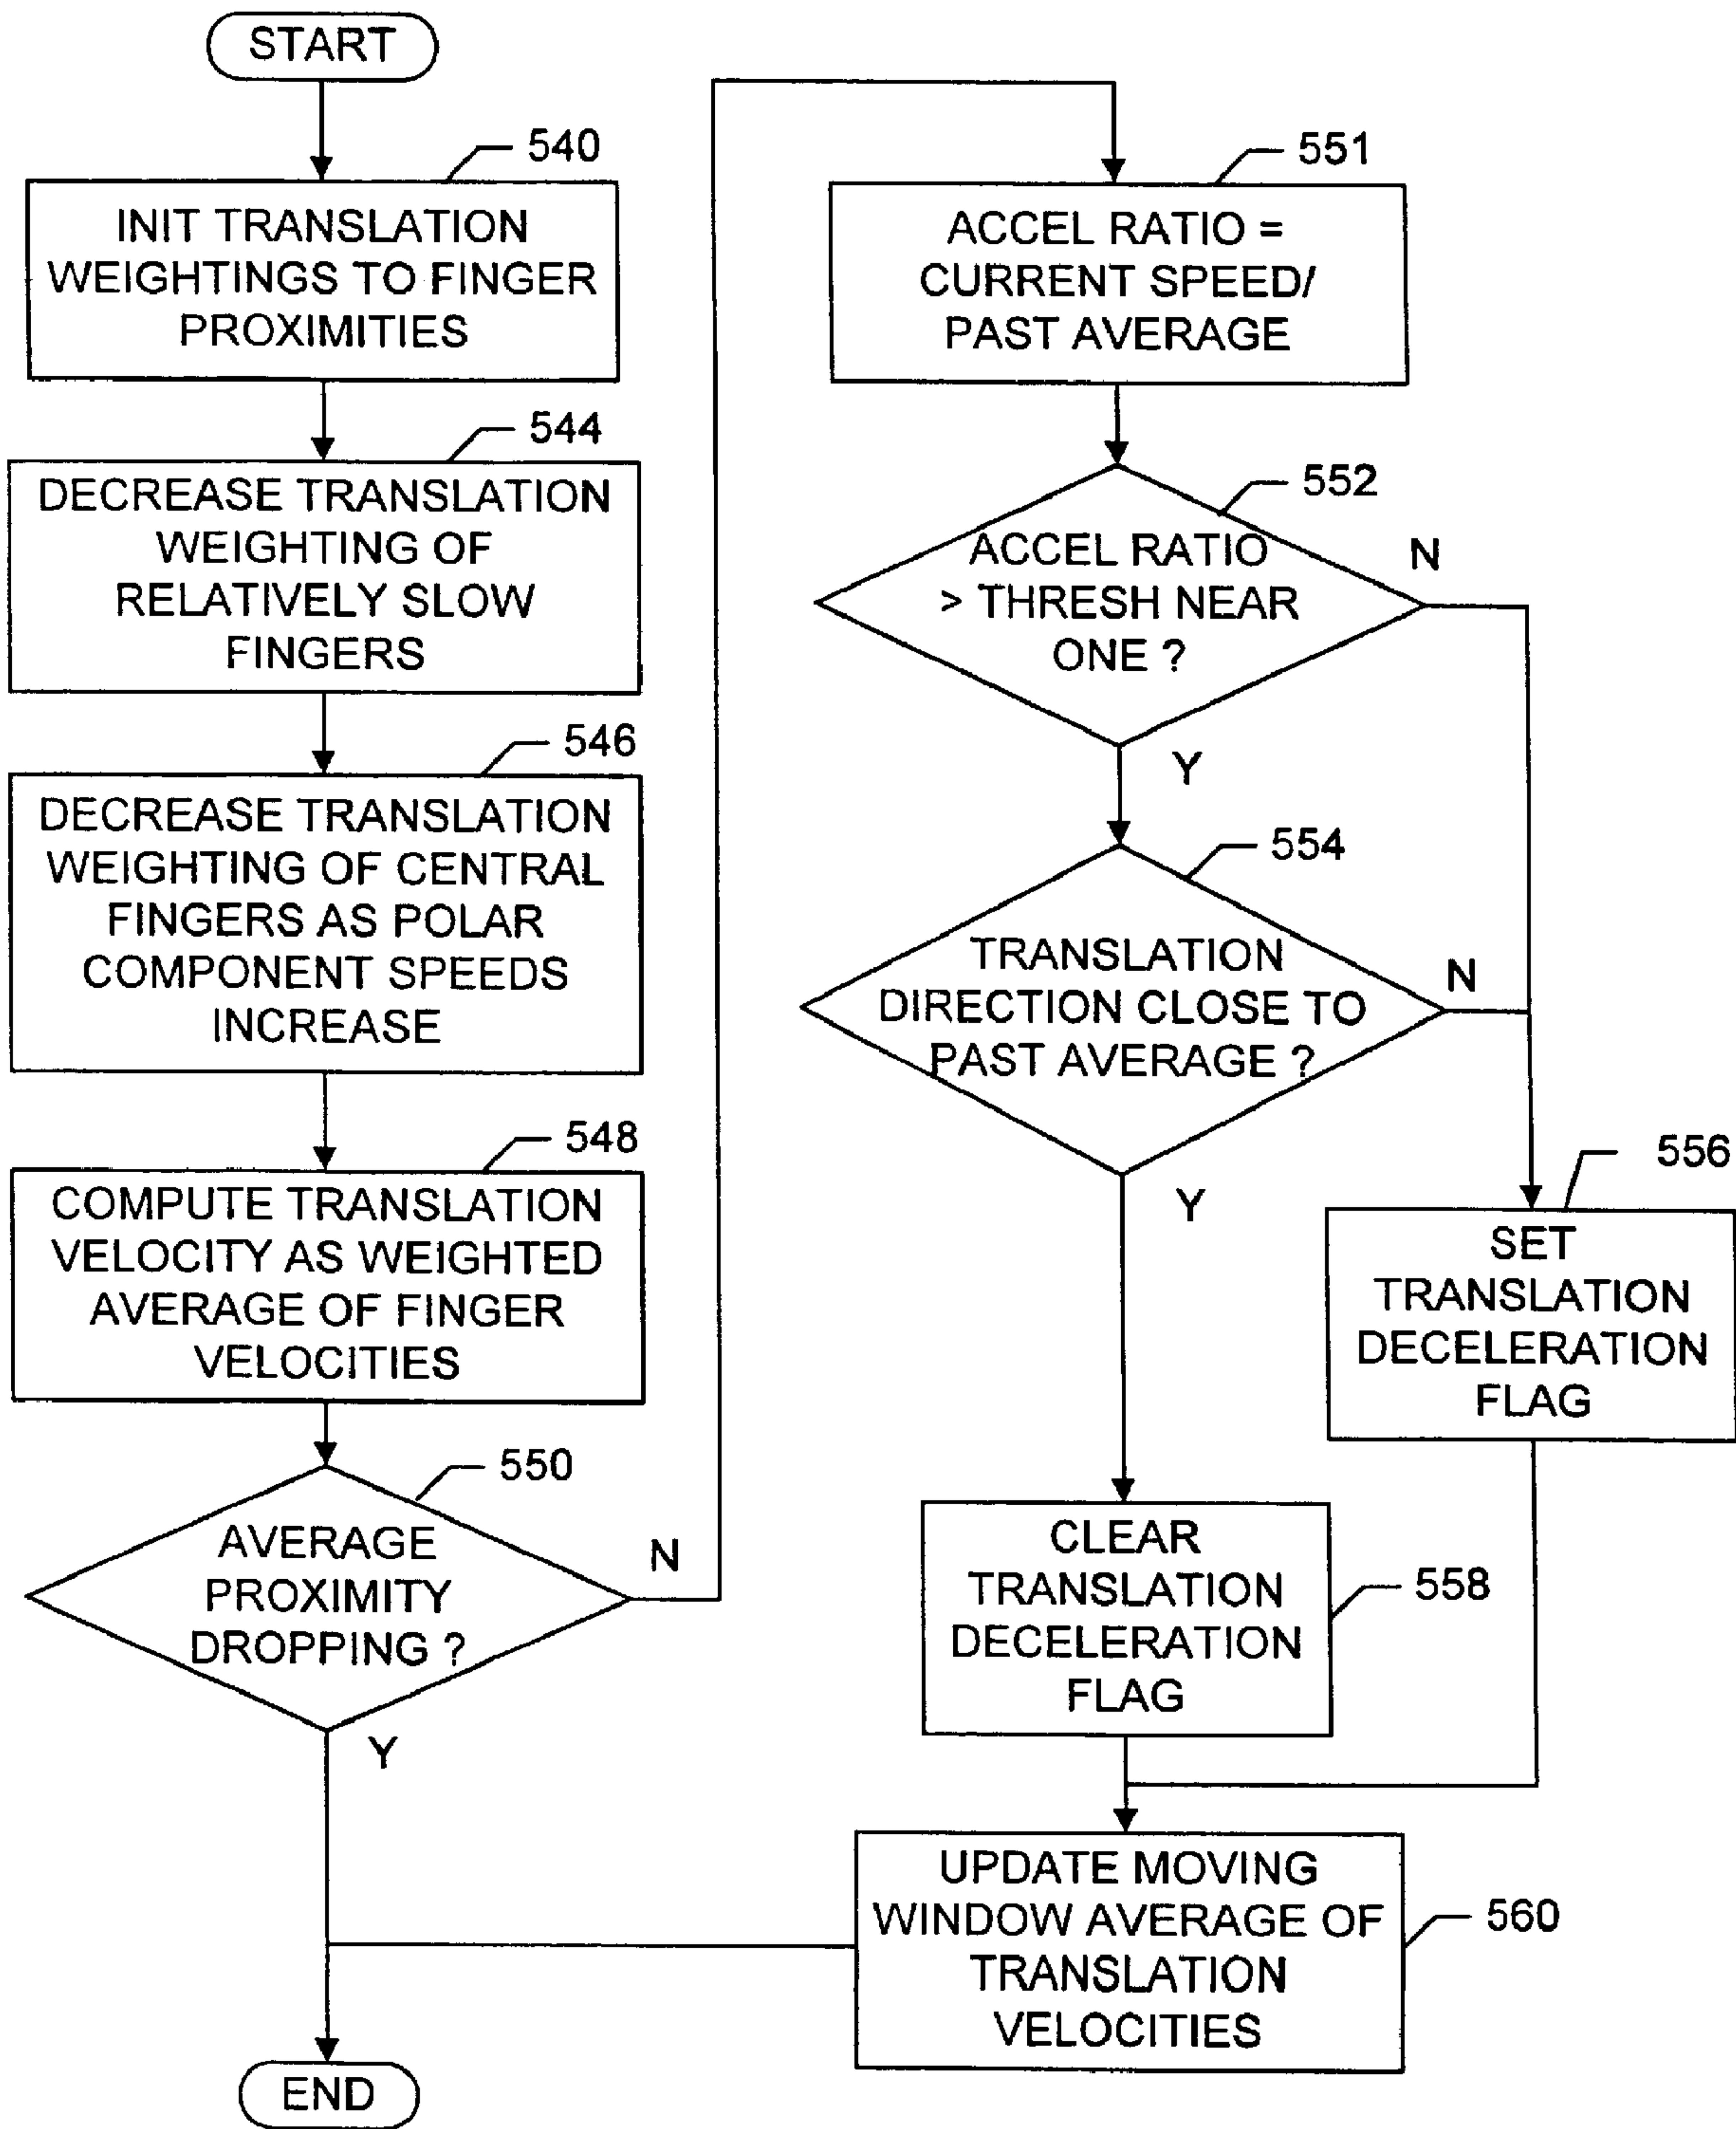 START
540
INIT TRANSLATION
WEIGHTINGS TO FINGER
PROXIMITIES
544
DECREASE TRANSLATION
WEIGHTING OF
RELATIVELY SLOW
FINGERS
546
DECREASE TRANSLATION
WEIGHTING OF CENTRAL
FINGERS AS POLAR
COMPONENT SPEEDS
INCREASE
548
COMPUTE TRANSLATION
VELOCITY AS WEIGHTED
AVERAGE OF FINGER
VELOCITIES
550
AVERAGE
PROXIMITY
DROPPING ?
N
Y
551
ACCEL RATIO =
CURRENT SPEED/
PAST AVERAGE
552
ACCEL RATIO
> THRESH NEAR
ONE ?
N
Y
554
TRANSLATION
DIRECTION CLOSE TO
PAST AVERAGE ?
N
Y
556
SET
TRANSLATION
DECELERATION
FLAG
CLEAR
TRANSLATION
DECELERATION
FLAG
558
UPDATE MOVING
WINDOW AVERAGE OF
TRANSLATION
VELOCITIES
560
END